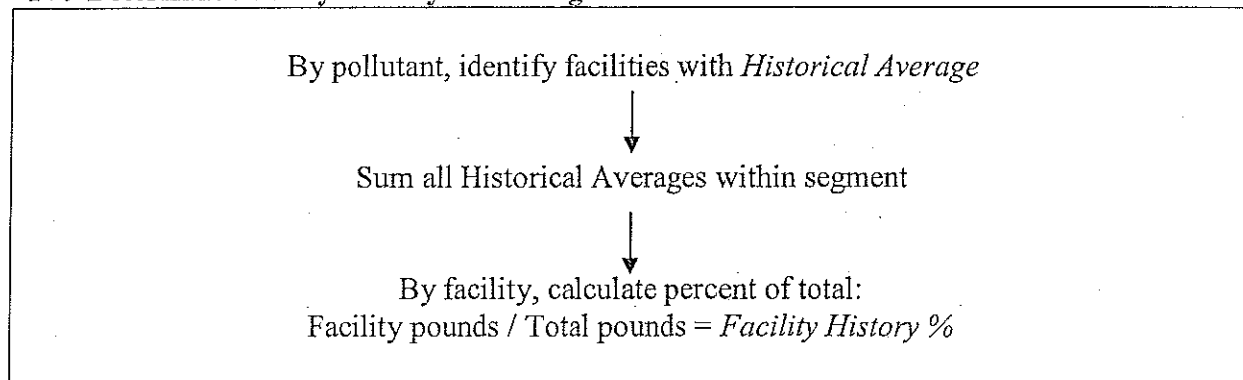 By pollutant, identify facilities with Historical Average
Sum all Historical Averages within segment
By facility, calculate percent of total:
Facility pounds / Total pounds = Facility History %